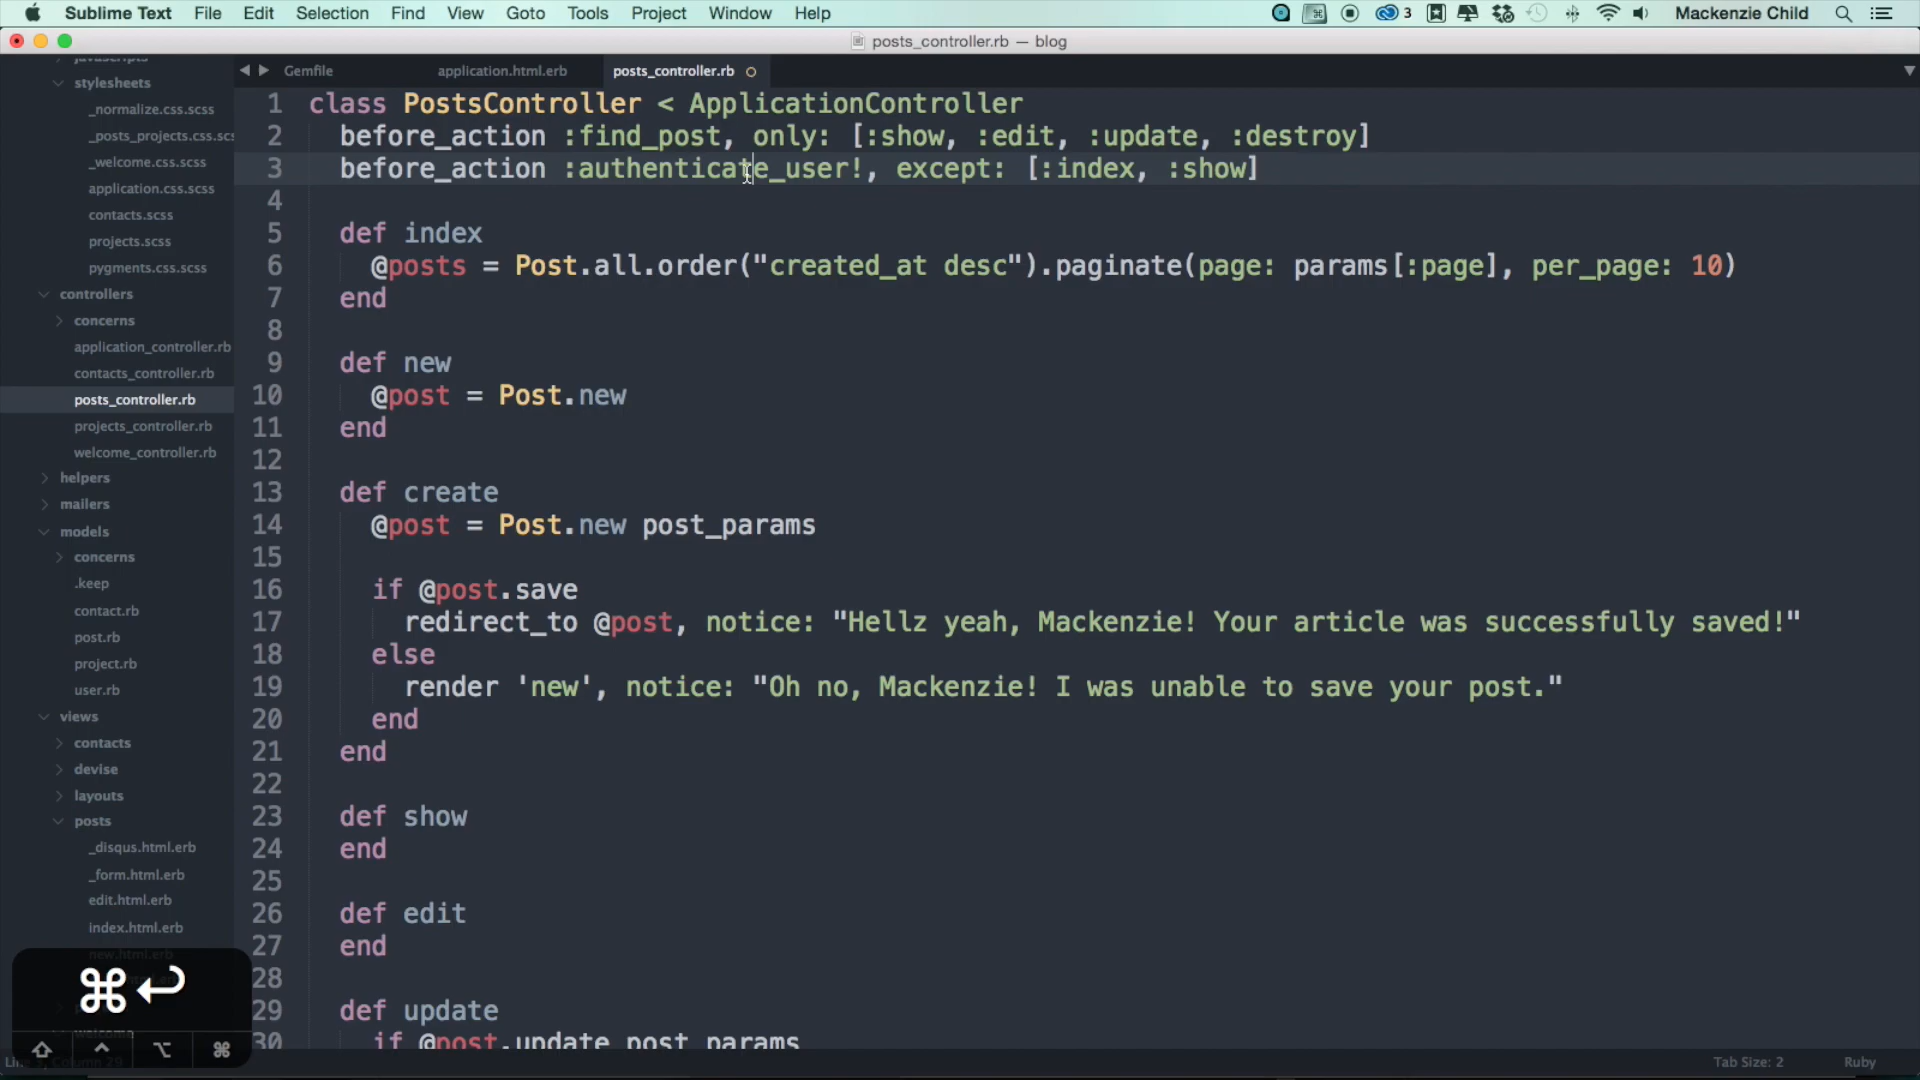 Sublime Text File Edit Selection Find View Goto Tools Project Window Help 3 Mackenzie Child
posts_controller.rb — blog
Gemfile application.html.erb posts_controller.rb
javascripts
stylesheets
_normalize.css.scss
_posts_projects.css.sc
_welcome.css.scss
application.css.scss
contacts.scss
projects.scss
pygments.css.scss
controllers
concerns
application_controller.rb
contacts_controller.rb
posts_controller.rb
projects_controller.rb
welcome_controller.rb
helpers
mailers
models
concerns
.keep
contact.rb
post.rb
project.rb
user.rb
views
contacts
devise
layouts
posts
_disqus.html.erb
_form.html.erb
edit.html.erb
index.html.erb
new.html.erb
welcome
1 class PostsController < ApplicationController
2 before_action :find_post, only: [:show, :edit, :update, :destroy]
3 before_action :authenticate_user!, except: [:index, :show]
4
5 def index
6 @posts = Post.all.order("created_at desc").paginate(page: params[:page], per_page: 10)
7 end
8
9 def new
10 @post = Post.new
11 end
12
13 def create
14 @post = Post.new post_params
15
16 if @post.save
17 redirect_to @post, notice: "Hellz yeah, Mackenzie! Your article was successfully saved!"
18 else
19 render 'new', notice: "Oh no, Mackenzie! I was unable to save your post."
20 end
21 end
22
23 def show
24 end
25
26 def edit
27 end
28
29 def update
30 if @post.update post_params
⌘↩
⇧ ⌃ ⌥ ⌘
Column 29 Tab Size: 2 Ruby